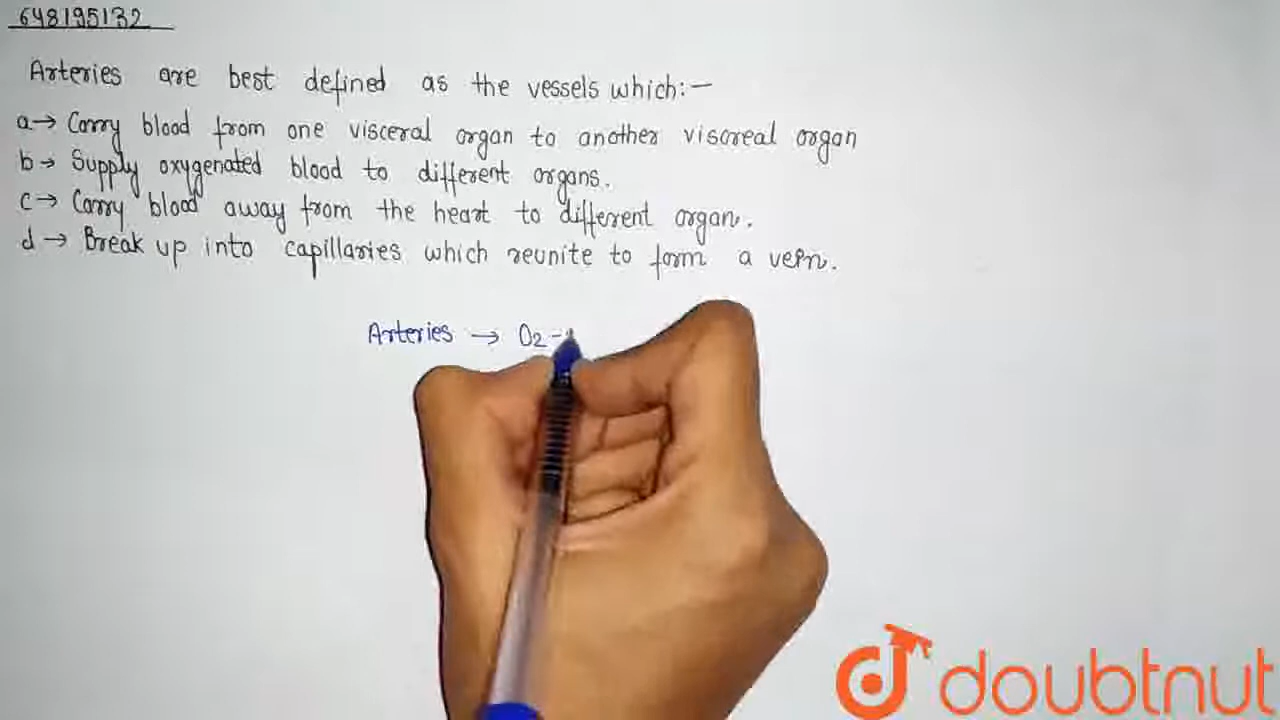 648195132
Arteries are best defined as the vessels which:-
a→ Carry blood from one visceral organ to another visoreal organ
b→ Supply oxygenated blood to different organs.
c→ Carry blood away from the heart to different organ.
d→ Break up into capillaries which reunite to form a vein.
Arteries → O2-
doubtnut